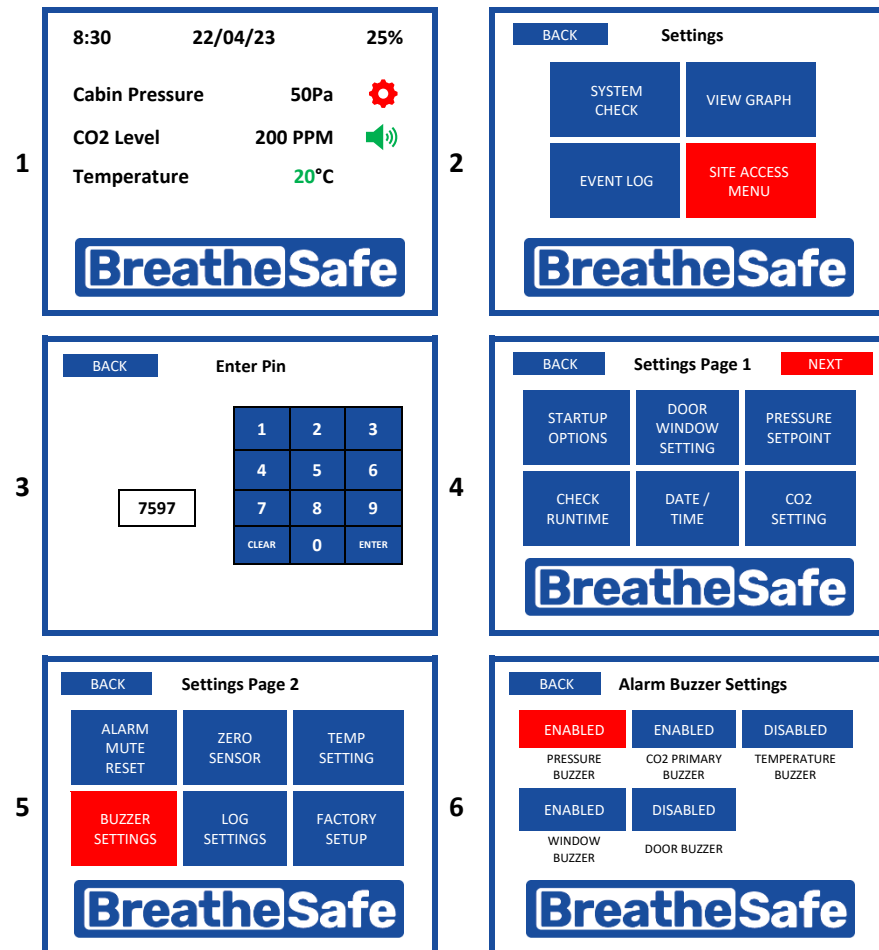 1
8:30 22/04/23 25%
Cabin Pressure 50Pa
CO2 Level 200 PPM
Temperature 20°C
BreatheSafe
2
BACK Settings
SYSTEM
CHECK
VIEW GRAPH
EVENT LOG
SITE ACCESS
MENU
BreatheSafe
3
BACK Enter Pin
7597
1 2 3
4 5 6
7 8 9
CLEAR 0 ENTER
4
BACK Settings Page 1 NEXT
STARTUP
OPTIONS
DOOR
WINDOW
SETTING
PRESSURE
SETPOINT
CHECK
RUNTIME
DATE /
TIME
CO2
SETTING
BreatheSafe
5
BACK Settings Page 2
ALARM
MUTE
RESET
ZERO
SENSOR
TEMP
SETTING
BUZZER
SETTINGS
LOG
SETTINGS
FACTORY
SETUP
BreatheSafe
6
BACK Alarm Buzzer Settings
ENABLED
PRESSURE
BUZZER
ENABLED
CO2 PRIMARY
BUZZER
DISABLED
TEMPERATURE
BUZZER
ENABLED
WINDOW
BUZZER
DISABLED
DOOR BUZZER
BreatheSafe